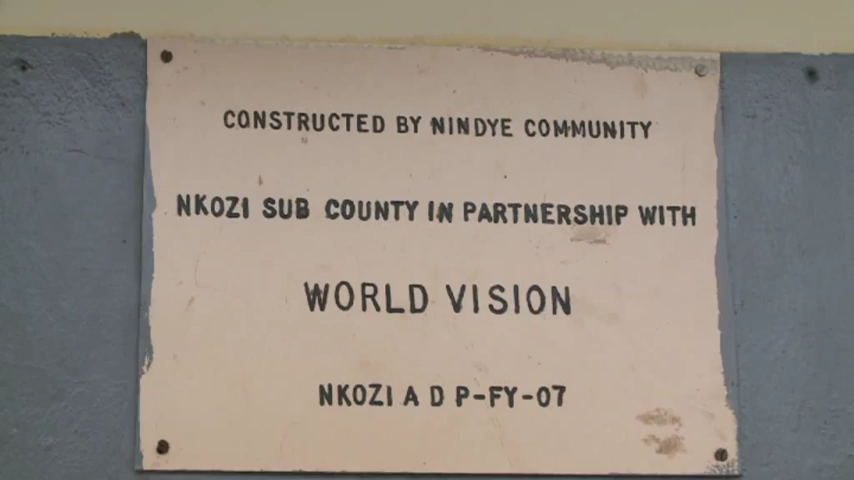 CONSTRUCTED BY NINDYE COMMUNITY
NKOZI SUB COUNTY IN PARTNERSHIP WITH
WORLD VISION
NKOZI A D P-FY-07